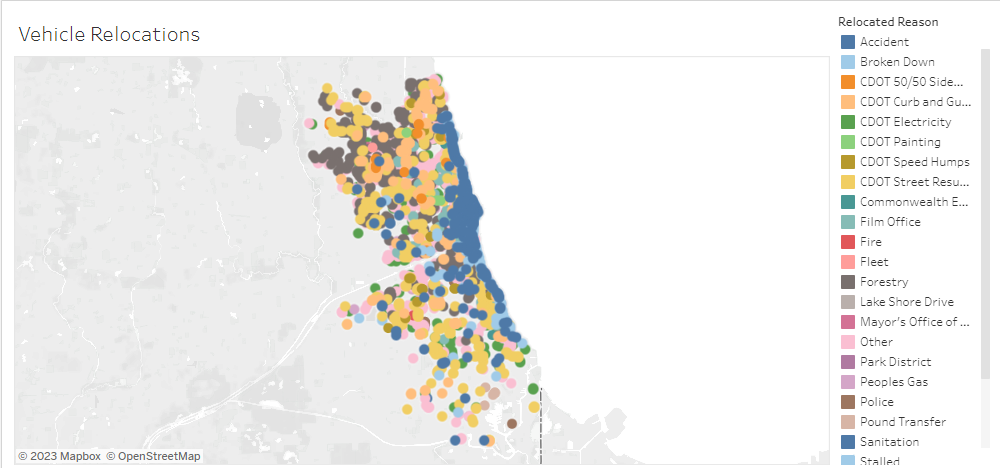 Vehicle Relocations
Relocated Reason
Accident
Broken Down
CDOT 50/50 Side...
CDOT Curb and Gu...
CDOT Electricity
CDOT Painting
CDOT Speed Humps
CDOT Street Resu...
Commonwealth E...
Film Office
Fire
Fleet
Forestry
Lake Shore Drive
Mayor's Office of ...
Other
Park District
Peoples Gas
Police
Pound Transfer
Sanitation
Stalled
© 2023 Mapbox © OpenStreetMap